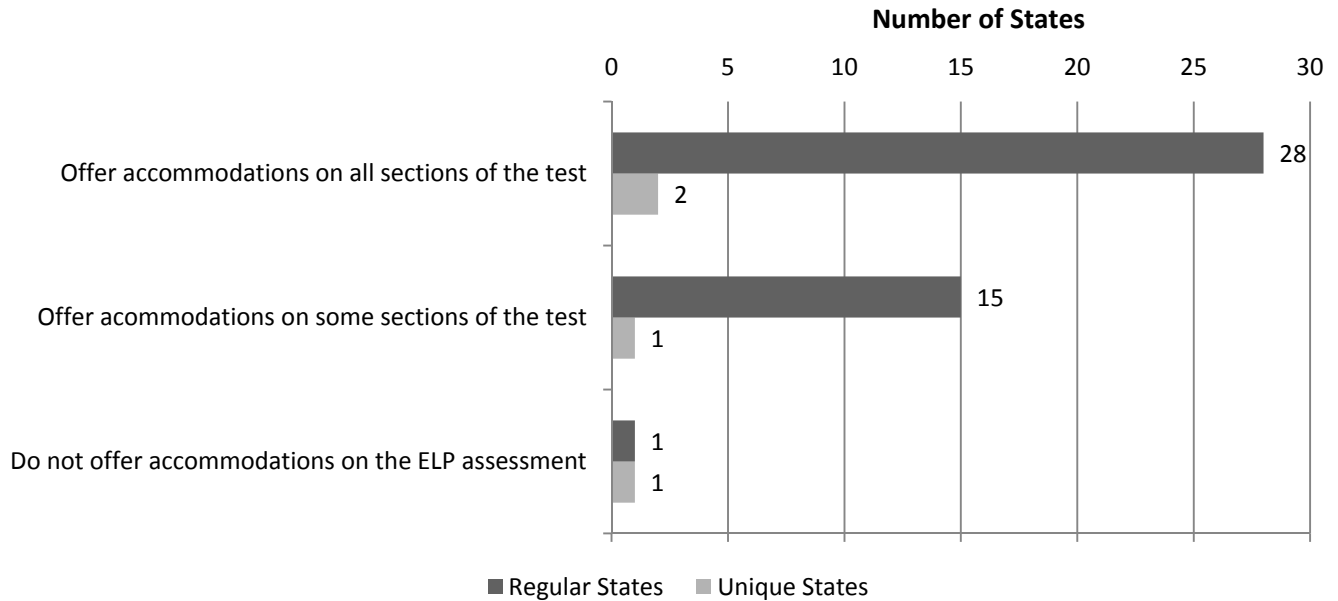 Number of States
0 5 10 15 20 25 30
Offer accommodations on all sections of the test
28
2
Offer acommodations on some sections of the test
15
1
Do not offer accommodations on the ELP assessment
1
1
Regular States Unique States